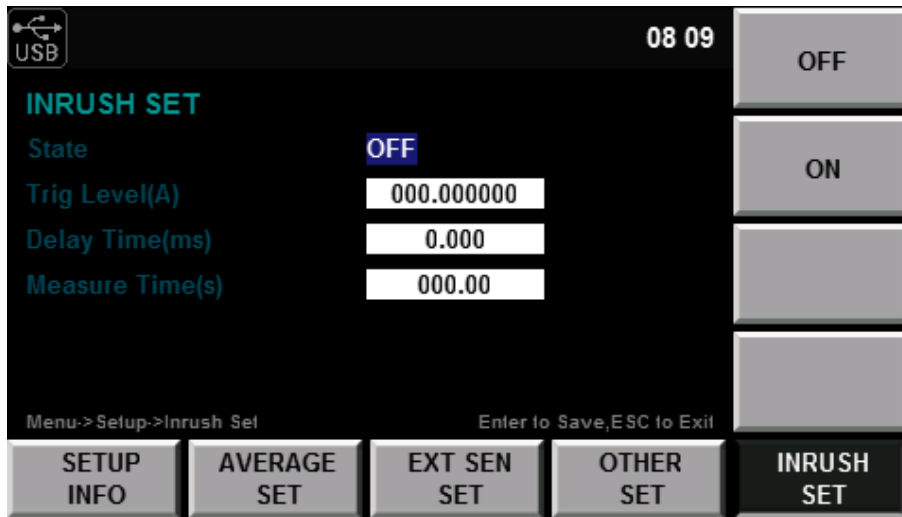 USB
08 09
OFF
INRUSH SET
State OFF
ON
Trig Level(A) 000.000000
Delay Time(ms) 0.000
Measure Time(s) 000.00
Menu->Setup->Inrush Set Enter to Save,ESC to Exit
SETUP INFO
AVERAGE SET
EXT SEN SET
OTHER SET
INRUSH SET